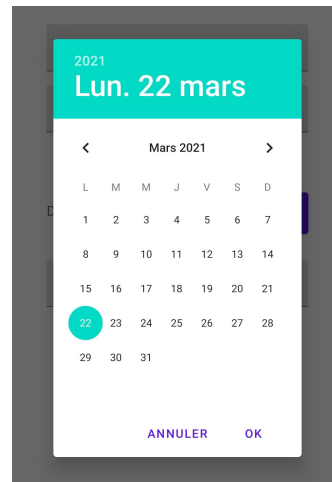 2021
Lun. 22 mars
Mars 2021
L M M J V S D
1 2 3 4 5 6 7
8 9 10 11 12 13 14
15 16 17 18 19 20 21
22 23 24 25 26 27 28
29 30 31
D
ANNULER OK